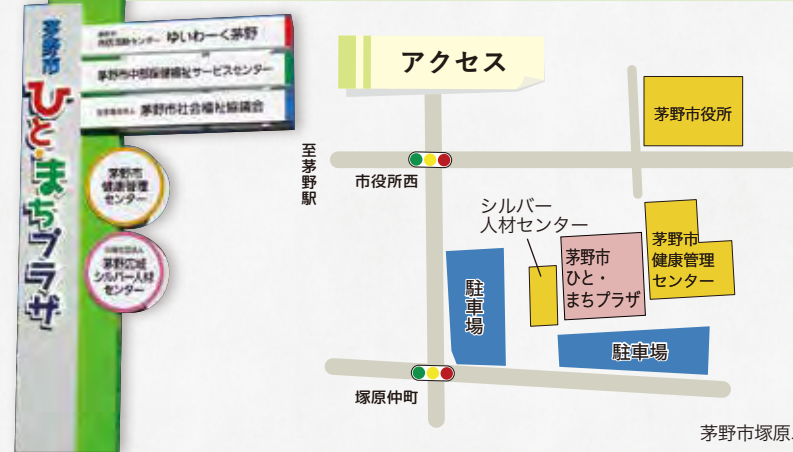 茅野市
ひと・まちプラザ
ゆいわーく茅野
茅野市中部保健福祉サービスセンター
茅野市社会福祉協議会
茅野市
健康管理
センター
茅野広域
シルバー人材
センター
アクセス
茅野市役所
至茅野駅
市役所西
シルバー
人材センター
茅野市
ひと・
まちプラザ
茅野市
健康管理
センター
駐車場
駐車場
塚原仲町
茅野市塚原